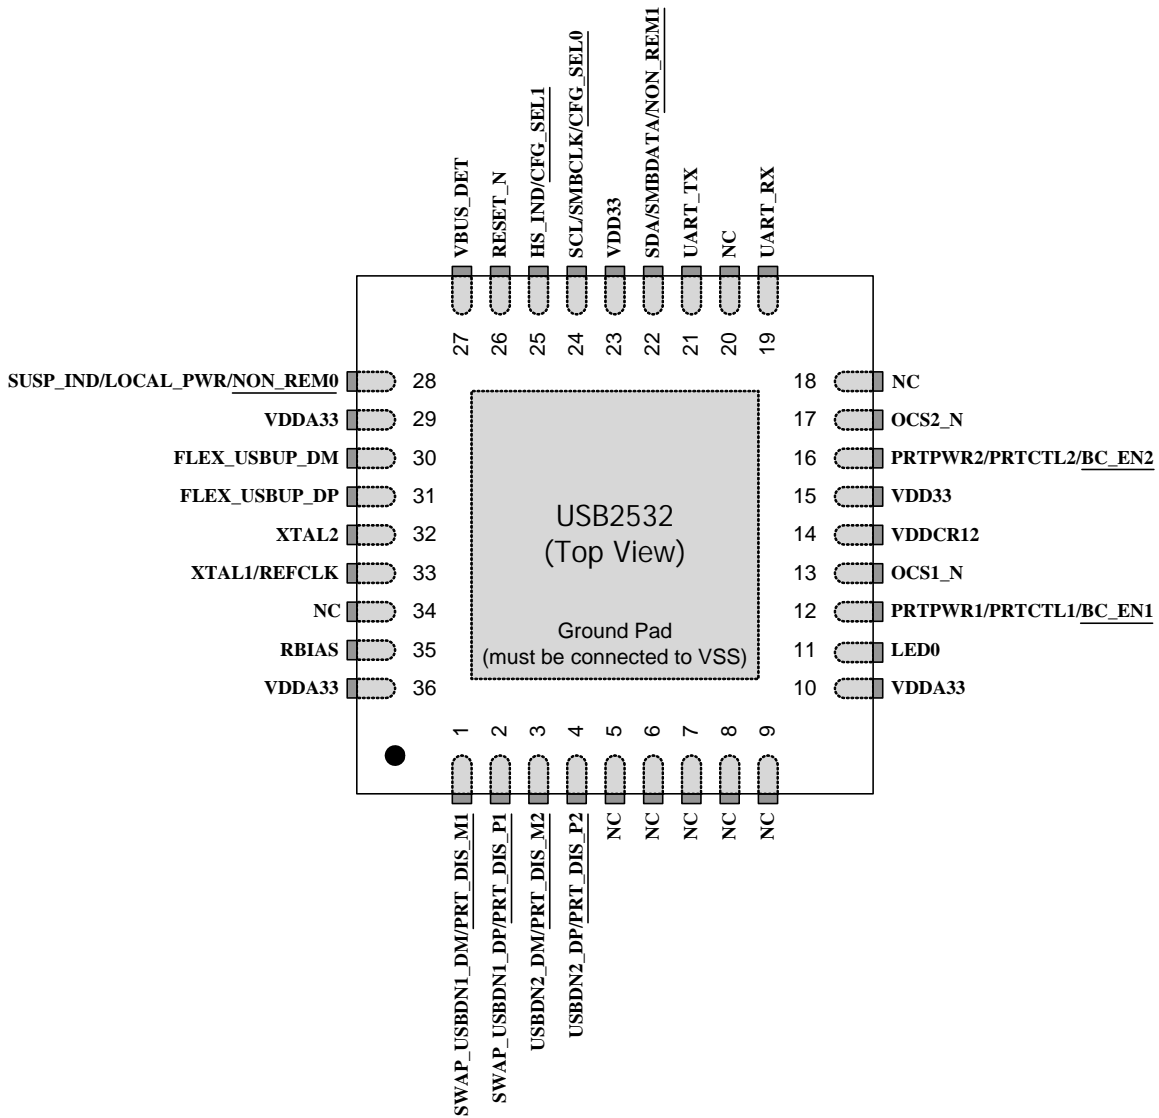 VBUS_DET
RESET_N
HS_IND/CFG_SEL1
SCL/SMBCLK/CFG_SEL0
VDD33
SDA/SMBDATA/NON_REM1
UART_TX
NC
UART_RX
27
26
25
24
23
22
21
20
19
SUSP_IND/LOCAL_PWR/NON_REM0
28
VDDA33
29
FLEX_USBUP_DM
30
FLEX_USBUP_DP
31
XTAL2
32
XTAL1/REFCLK
33
NC
34
RBIAS
35
VDDA33
36
USB2532
(Top View)
Ground Pad
(must be connected to VSS)
18
NC
17
OCS2_N
16
PRTPWR2/PRTCTL2/BC_EN2
15
VDD33
14
VDDCR12
13
OCS1_N
12
PRTPWR1/PRTCTL1/BC_EN1
11
LED0
10
VDDA33
1
2
3
4
5
6
7
8
9
SWAP_USBDN1_DM/PRT_DIS_M1
SWAP_USBDN1_DP/PRT_DIS_P1
USBDN2_DM/PRT_DIS_M2
USBDN2_DP/PRT_DIS_P2
NC
NC
NC
NC
NC